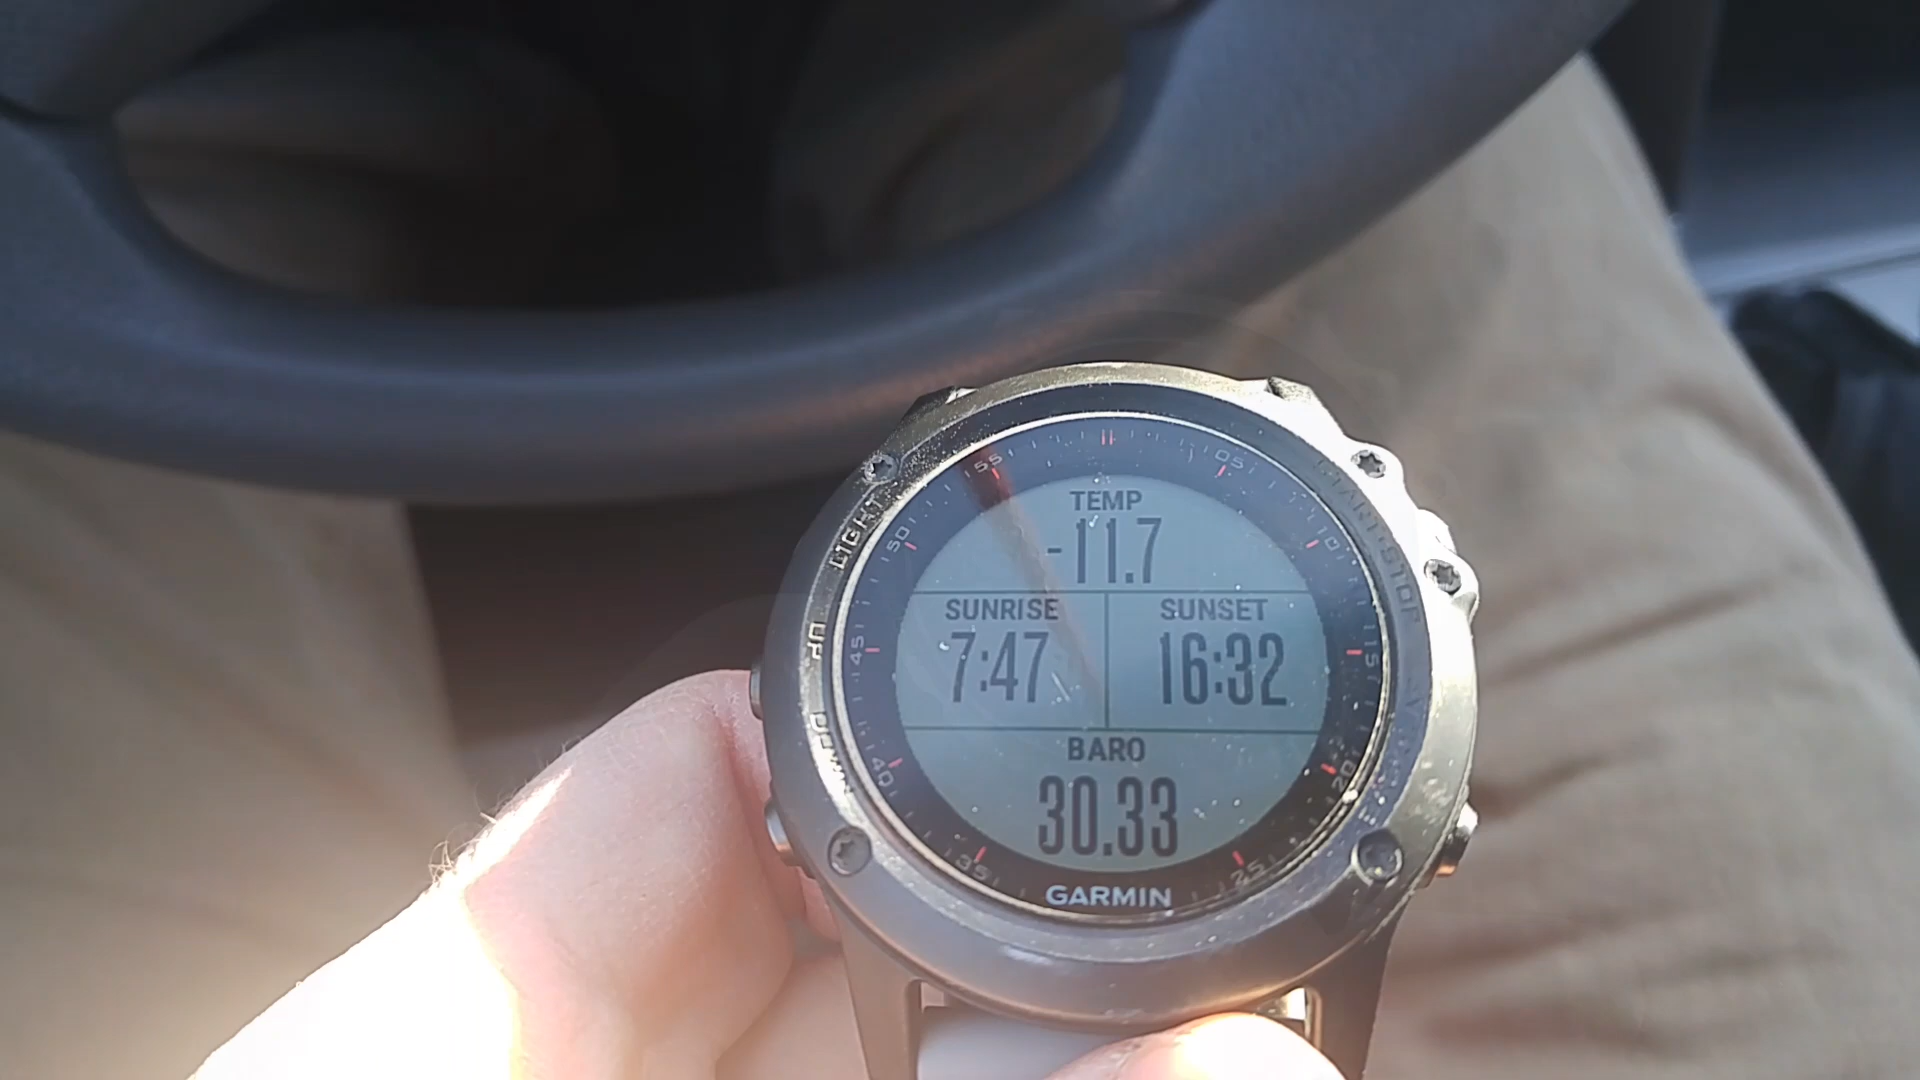 TEMP
-11.7
SUNRISE SUNSET
7:47 16:32
BARO
30.33
GARMIN
LIGHT
UP
DOWN
START·STOP
55
05
10
15
20
25
35
40
45
50